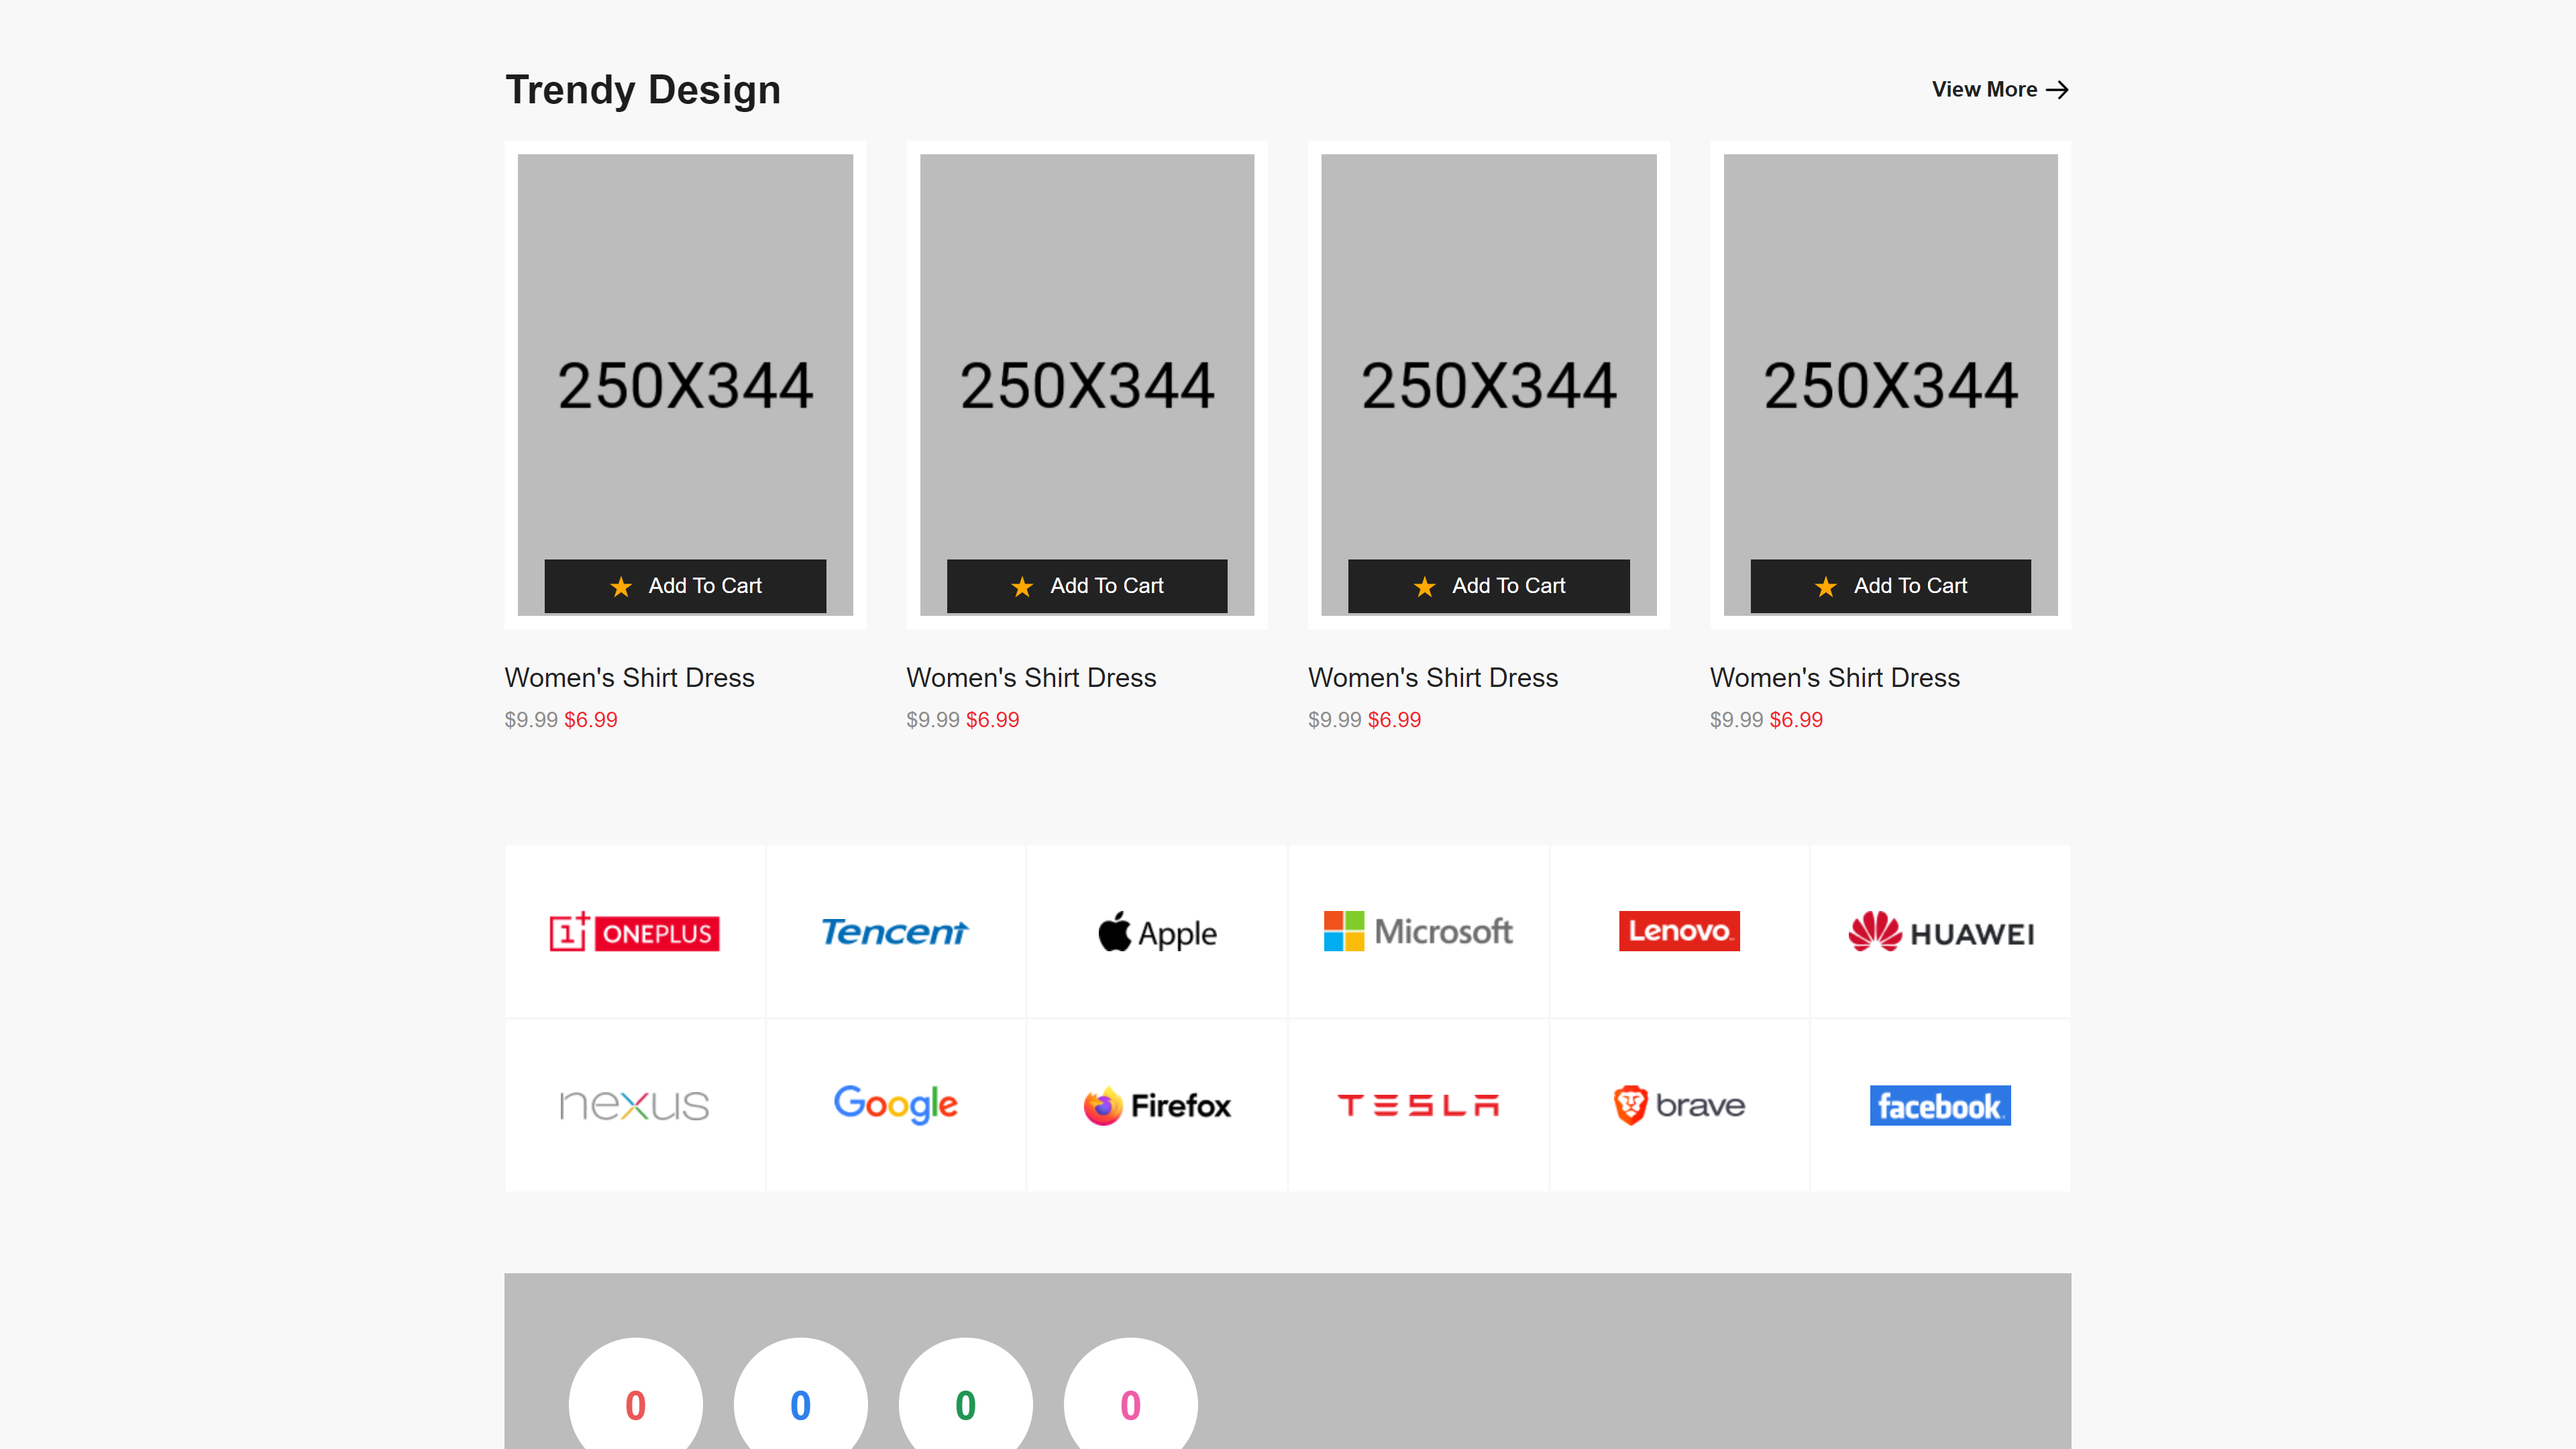 Trendy Design
View More
250X344 250X344 250X344 250X344
Add To Cart Add To Cart Add To Cart Add To Cart
Women's Shirt Dress Women's Shirt Dress Women's Shirt Dress Women's Shirt Dress
$9.99 $6.99 $9.99 $6.99 $9.99 $6.99 $9.99 $6.99
1+ ONEPLUS Tencent Apple Microsoft Lenovo HUAWEI
nexus Google Firefox TESLA brave facebook
0 0 0 0